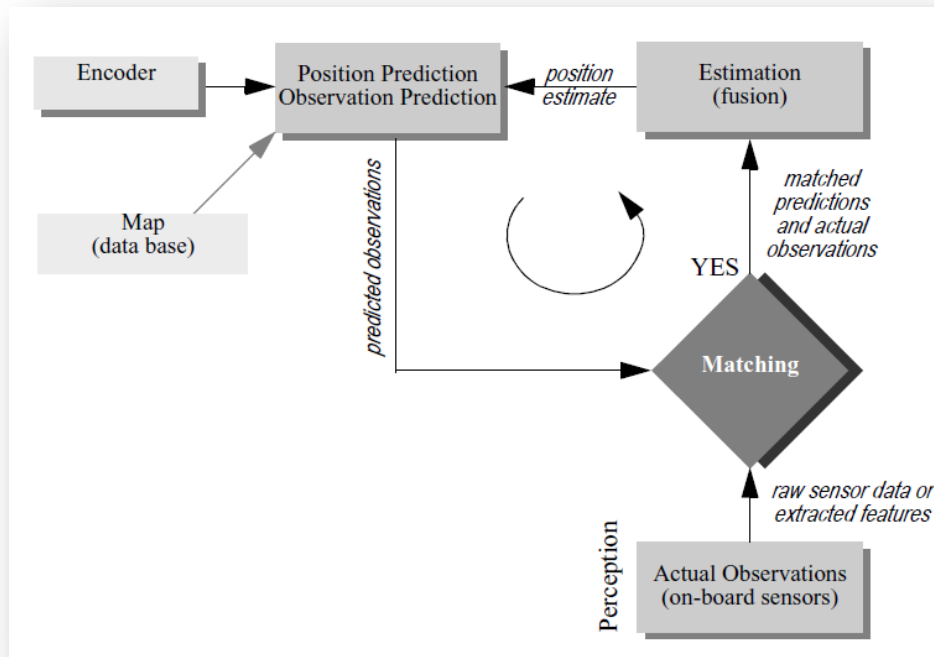 Encoder
Position Prediction
Observation Prediction
position
estimate
Estimation
(fusion)
Map
(data base)
predicted observations
matched
predictions
and actual
observations
YES
Matching
raw sensor data or
extracted features
Perception
Actual Observations
(on-board sensors)